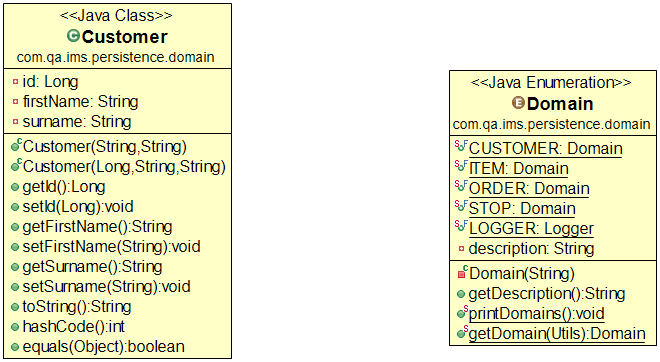 <<Java Class>>
C Customer
com.qa.ims.persistence.domain
id: Long
firstName: String
surname: String
Customer(String,String)
Customer(Long,String,String)
getId():Long
setId(Long):void
getFirstName():String
setFirstName(String):void
getSurname():String
setSurname(String):void
toString():String
hashCode():int
equals(Object):boolean
<<Java Enumeration>>
E Domain
com.qa.ims.persistence.domain
CUSTOMER: Domain
ITEM: Domain
ORDER: Domain
STOP: Domain
LOGGER: Logger
description: String
Domain(String)
getDescription():String
printDomains():void
getDomain(Utils):Domain